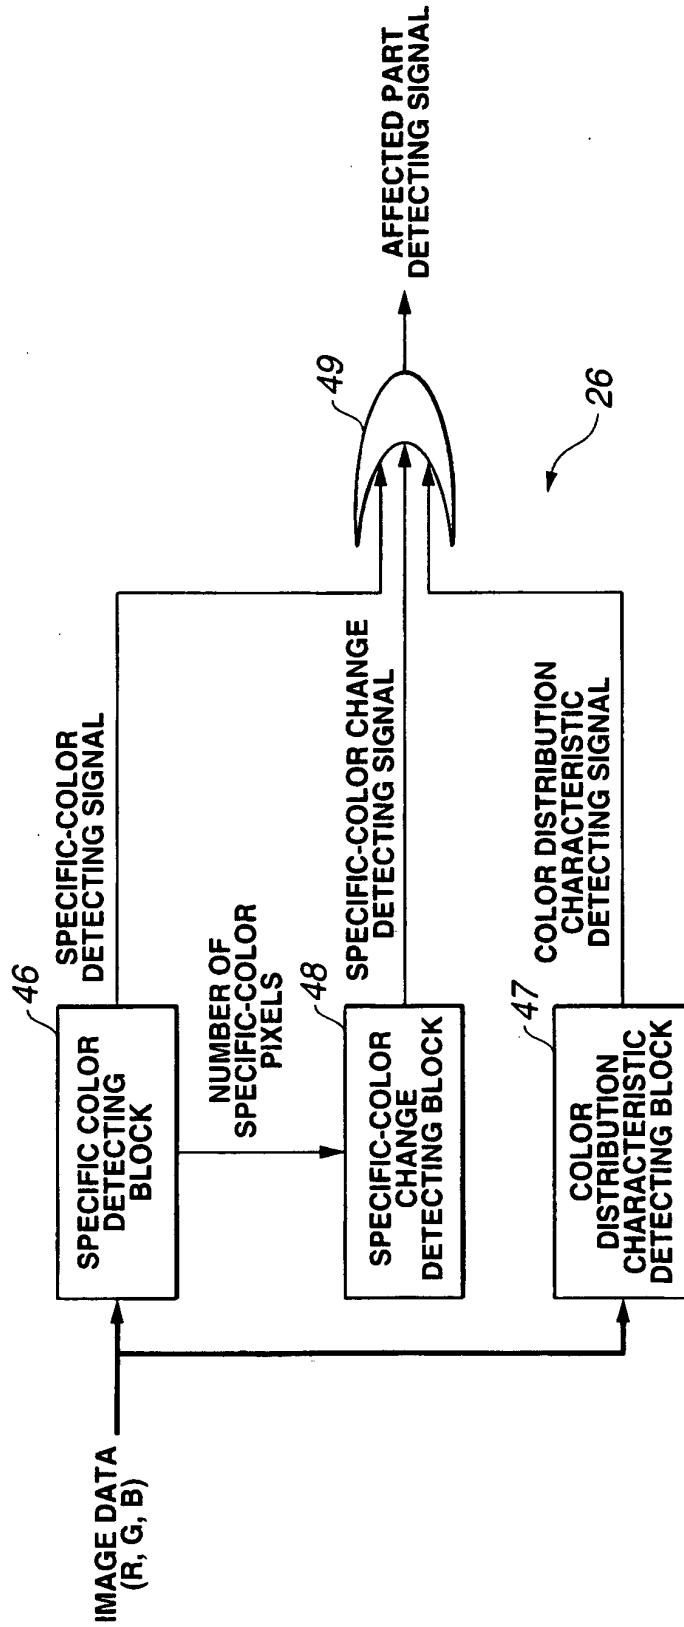 IMAGE DATA
(R, G, B)
46
SPECIFIC COLOR
DETECTING
BLOCK
SPECIFIC-COLOR
DETECTING SIGNAL
NUMBER OF
SPECIFIC-COLOR
PIXELS
48
SPECIFIC-COLOR
CHANGE
DETECTING BLOCK
SPECIFIC-COLOR CHANGE
DETECTING SIGNAL
47
COLOR
DISTRIBUTION
CHARACTERISTIC
DETECTING BLOCK
COLOR DISTRIBUTION
CHARACTERISTIC
DETECTING SIGNAL
49
AFFECTED PART
DETECTING SIGNAL
26